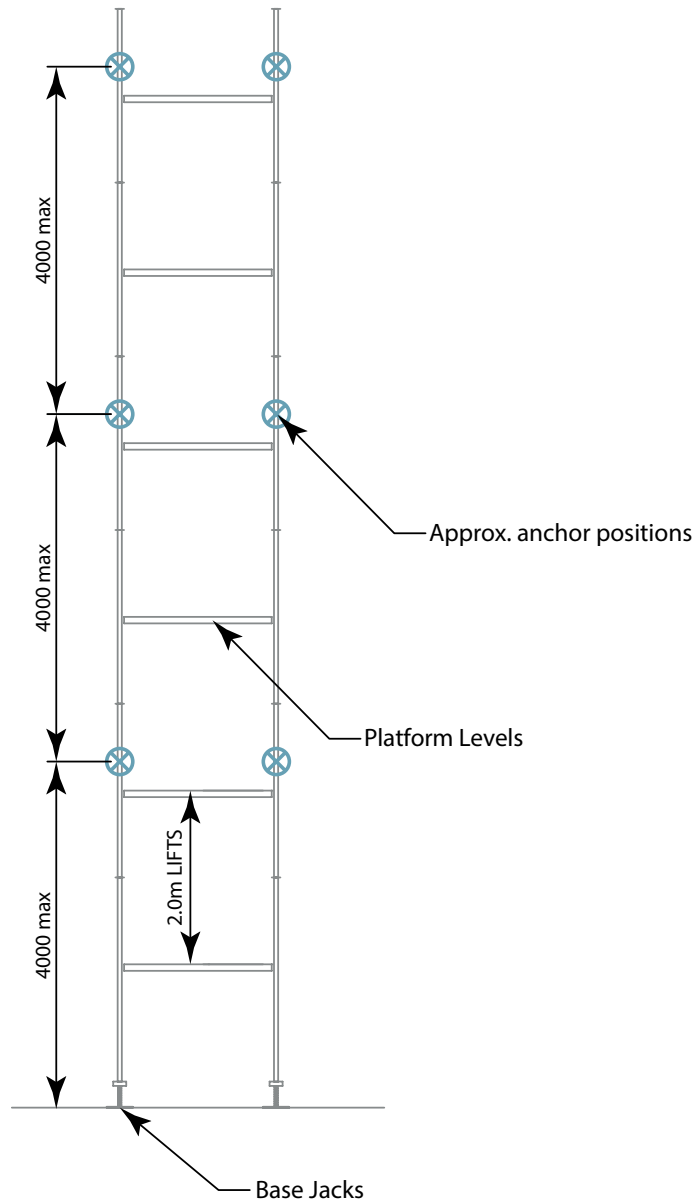 4000 max
Approx. anchor positions
4000 max
Platform Levels
2.0m LIFTS
4000 max
Base Jacks